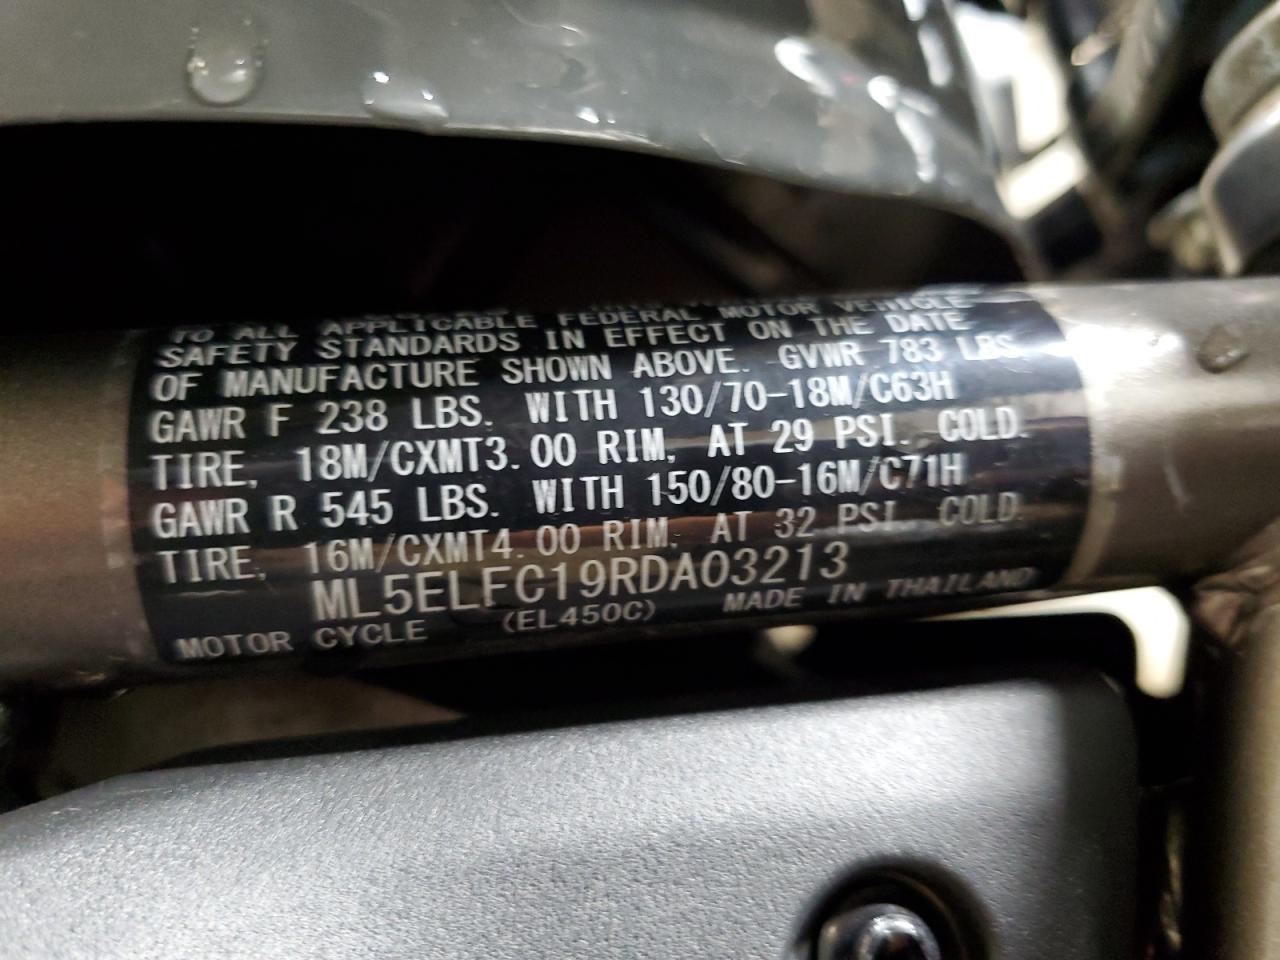 TO ALL APPLICABLE FEDERAL MOTOR VEHICLE
SAFETY STANDARDS IN EFFECT ON THE DATE
OF MANUFACTURE SHOWN ABOVE. GVWR 783 LBS.
GAWR F 238 LBS. WITH 130/70-18M/C63H
TIRE, 18M/CXMT3.00 RIM, AT 29 PSI. COLD.
GAWR R 545 LBS. WITH 150/80-16M/C71H
TIRE, 16M/CXMT4.00 RIM, AT 32 PSI. COLD.
ML5ELFC19RDA03213
MOTOR CYCLE (EL450C) MADE IN THAILAND